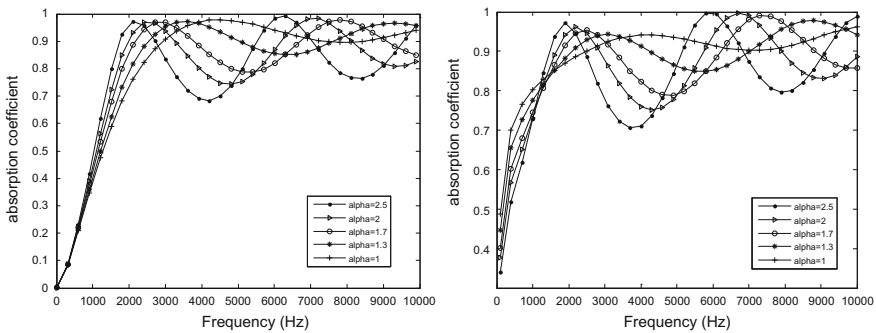 1
0.9
0.8
0.7
0.6
0.5
0.4
0.3
0.2
0.1
0
absorption coefficient
0 1000 2000 3000 4000 5000 6000 7000 8000 9000 10000
Frequency (Hz)
alpha=2.5
alpha=2
alpha=1.7
alpha=1.3
alpha=1
1
0.9
0.8
0.7
0.6
0.5
0.4
absorption coefficient
0 1000 2000 3000 4000 5000 6000 7000 8000 9000 10000
Frequency (Hz)
alpha=2.5
alpha=2
alpha=1.7
alpha=1.3
alpha=1